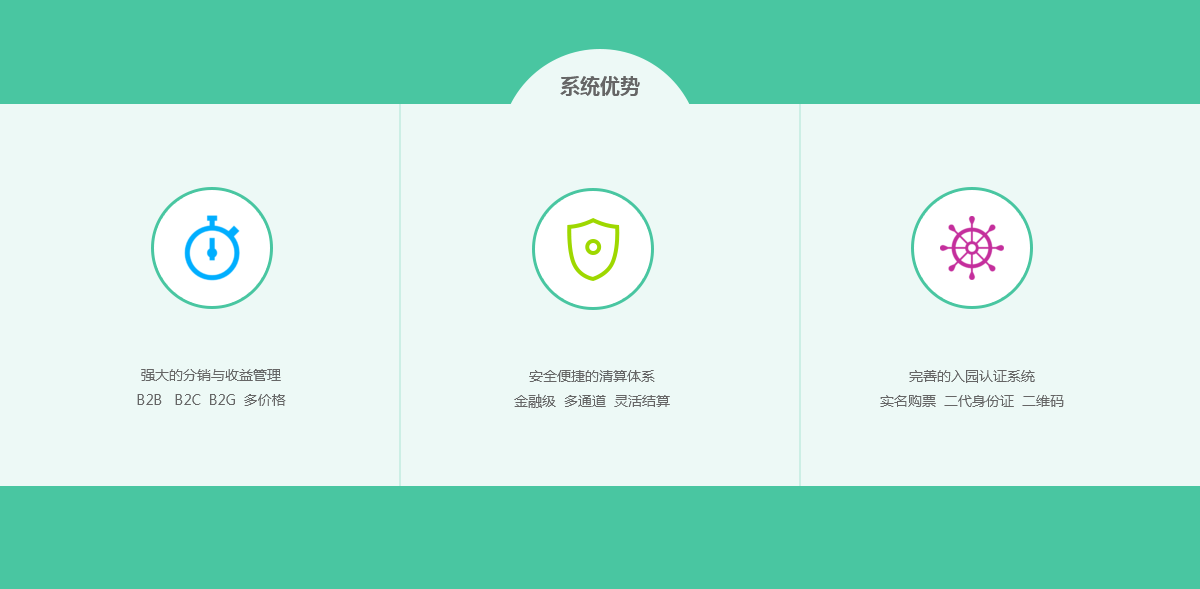 系统优势
强大的分销与收益管理
B2B B2C B2G 多价格
安全便捷的清算体系
金融级 多通道 灵活结算
完善的入园认证系统
实名购票 二代身份证 二维码